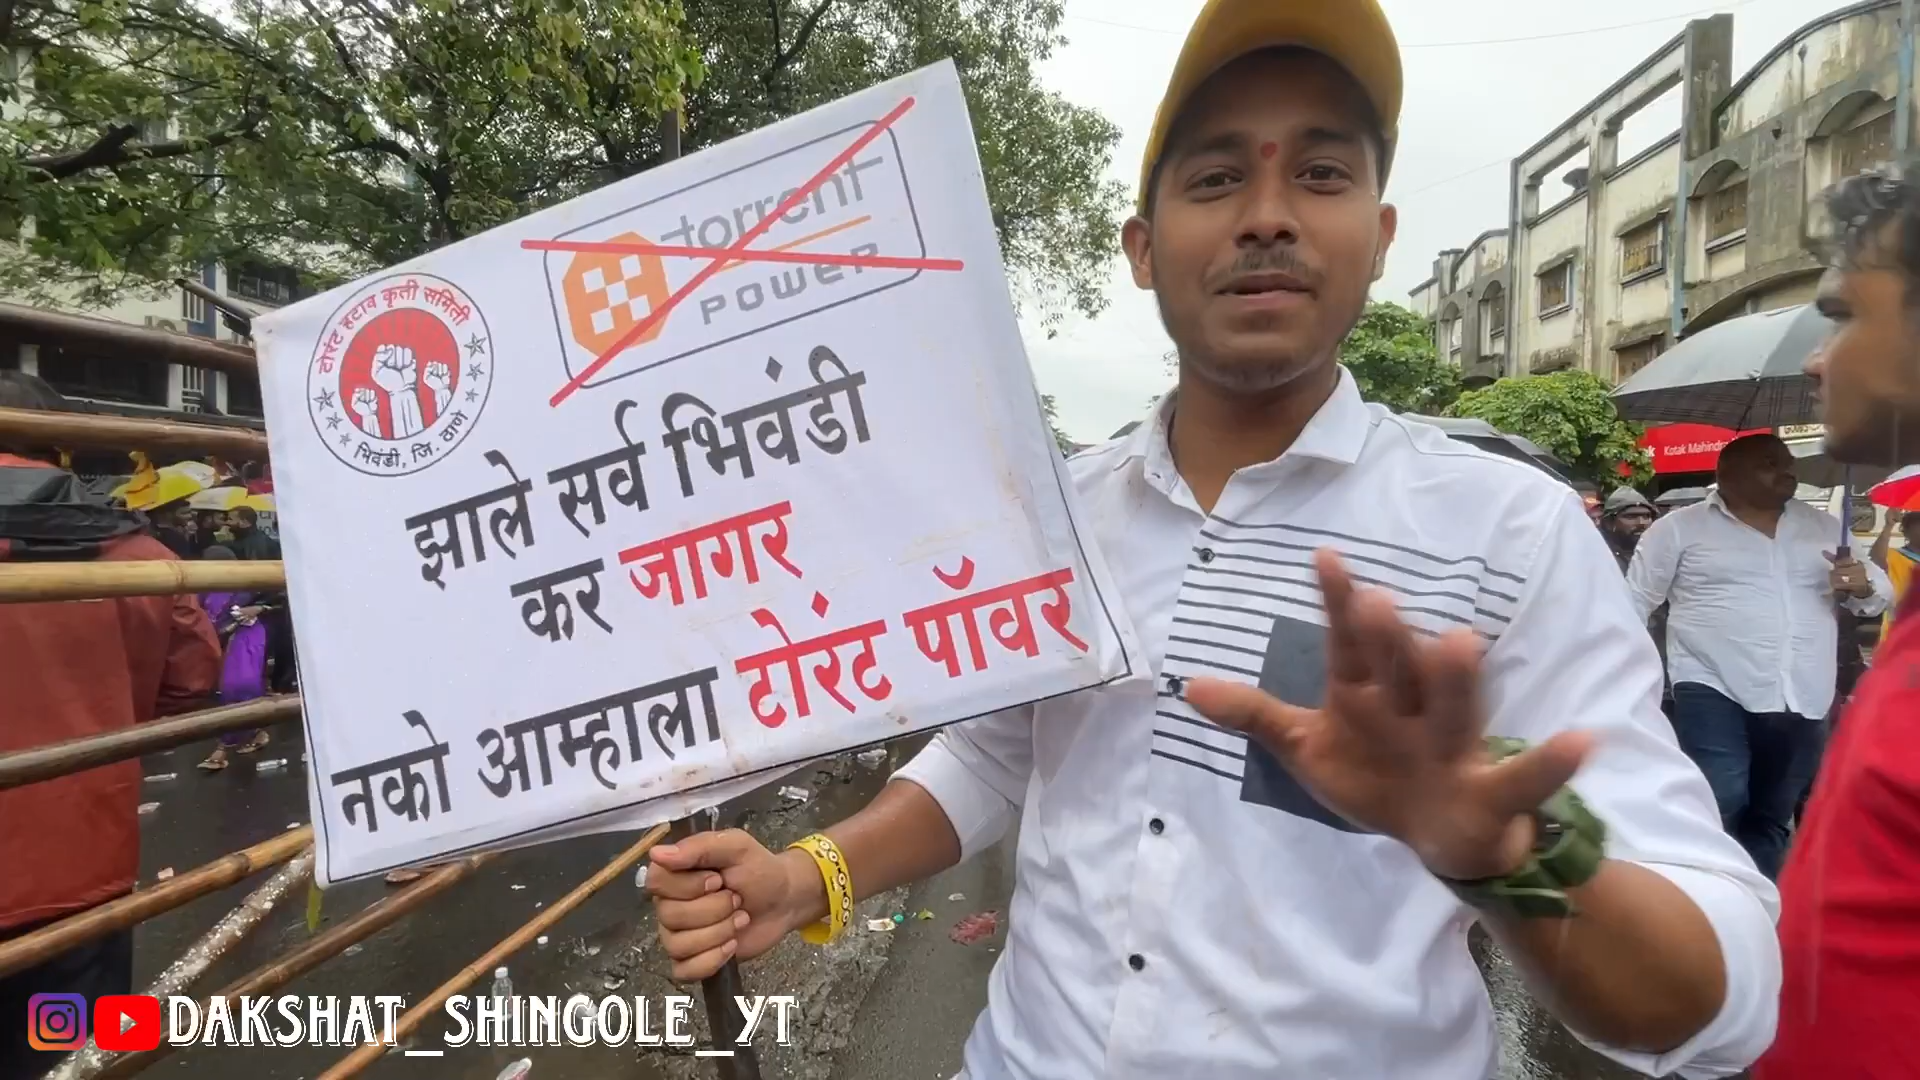 टोरंट हटाव कृती समिती
भिवंडी, जि. ठाणे
torrent
POWER
झाले सर्व भिवंडी
कर जागर
नको आम्हाला टोरंट पॉवर
Kotak Mahindra
DAKSHAT_SHINGOLE_YT